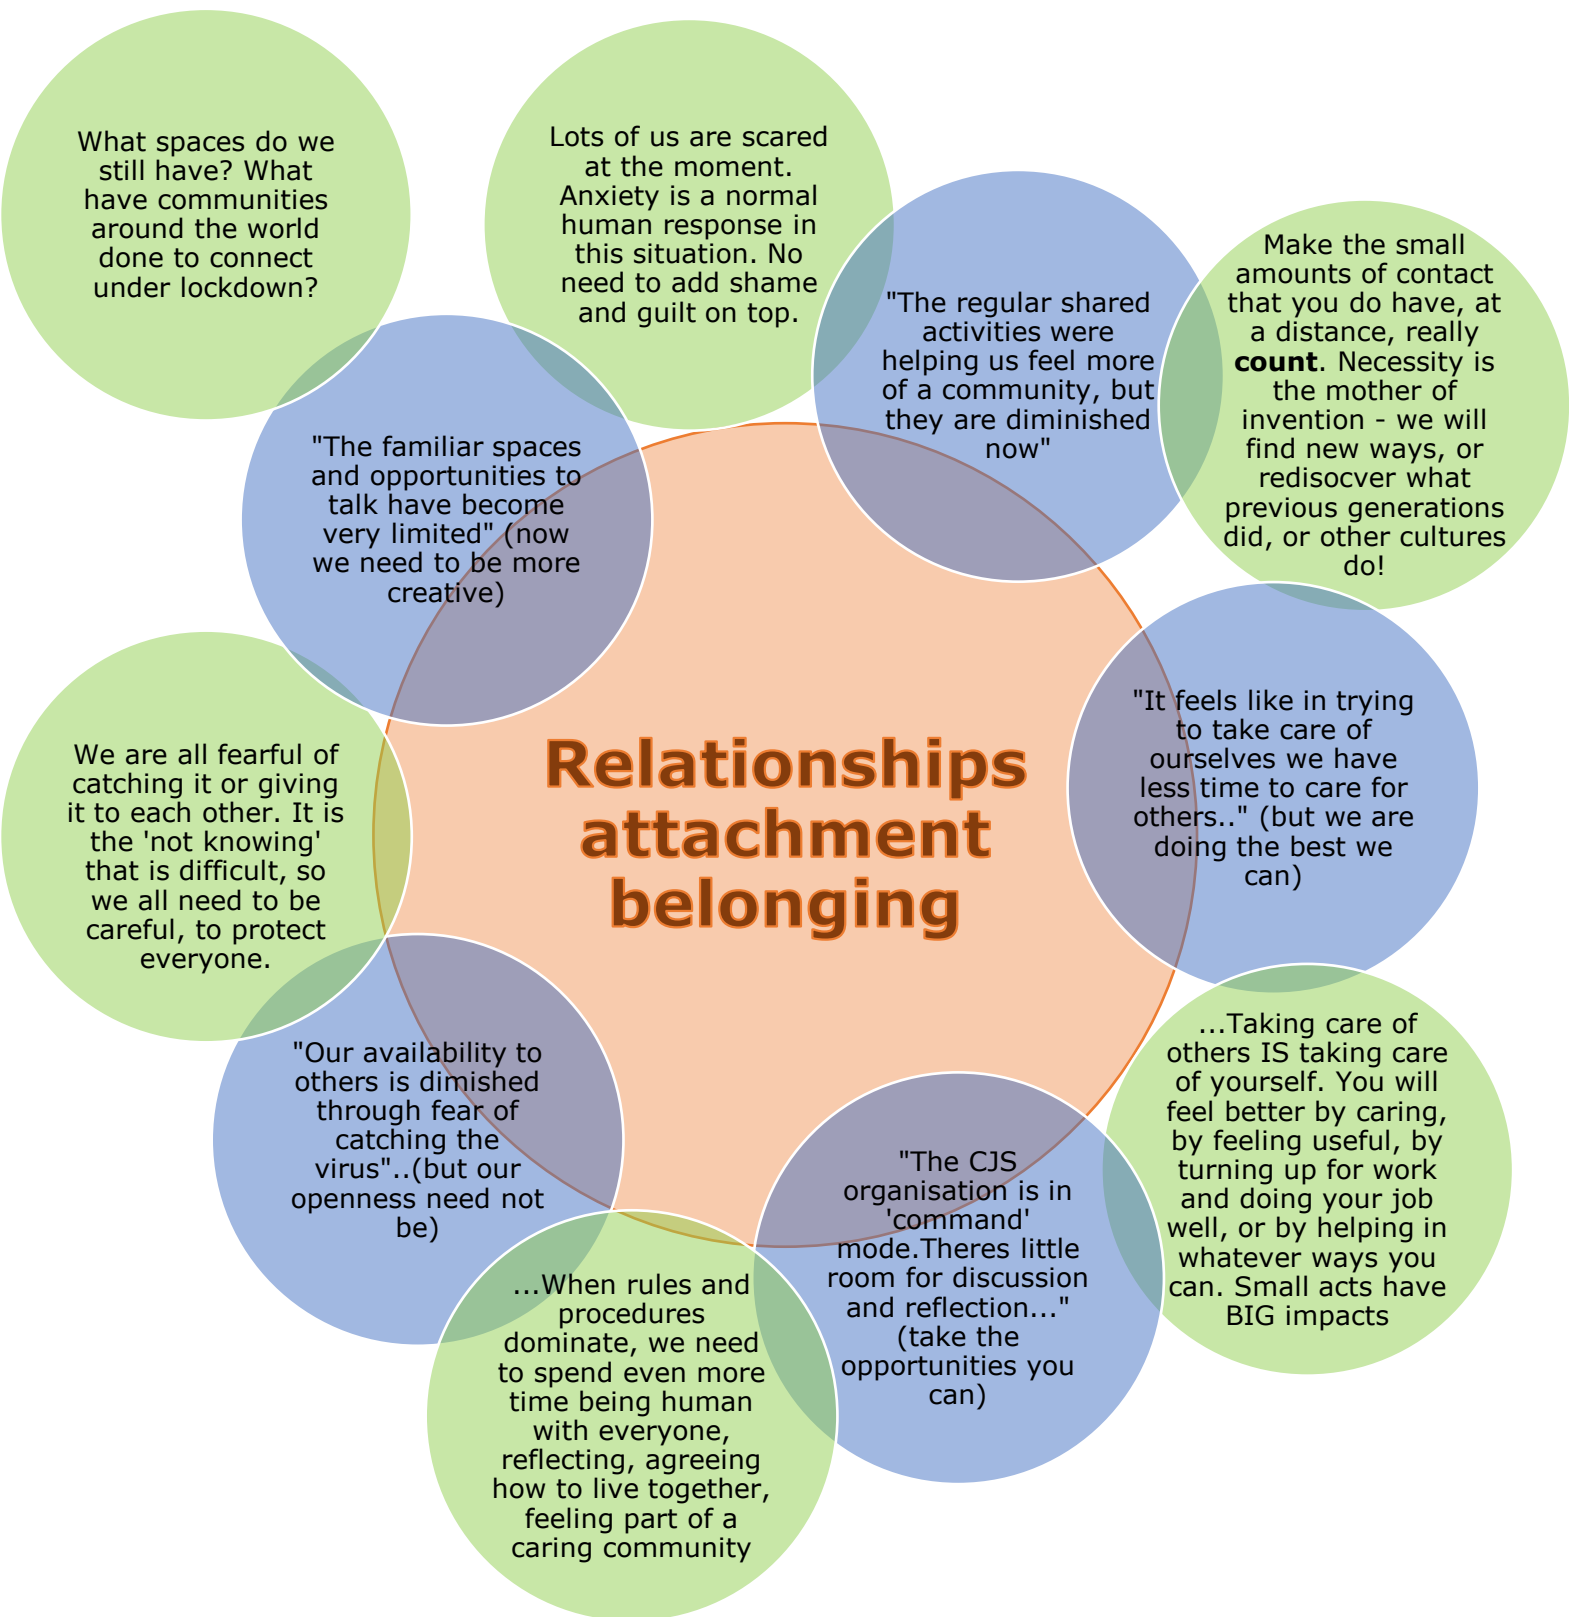 What spaces do we
still have? What
have communities
around the world
done to connect
under lockdown?
Lots of us are scared
at the moment.
Anxiety is a normal
human response in
this situation. No
need to add shame
and guilt on top.
"The regular shared
activities were
helping us feel more
of a community, but
they are diminished
now"
Make the small
amounts of contact
that you do have, at
a distance, really
count. Necessity is
the mother of
invention - we will
find new ways, or
redisocver what
previous generations
did, or other cultures
do!
"The familiar spaces
and opportunities to
talk have become
very limited" (now
we need to be more
creative)
"It feels like in trying
to take care of
ourselves we have
less time to care for
others.." (but we are
doing the best we
can)
Relationships
attachment
belonging
We are all fearful of
catching it or giving
it to each other. It is
the 'not knowing'
that is difficult, so
we all need to be
careful, to protect
everyone.
...Taking care of
others IS taking care
of yourself. You will
feel better by caring,
by feeling useful, by
turning up for work
and doing your job
well, or by helping in
whatever ways you
can. Small acts have
BIG impacts
"Our availability to
others is dimished
through fear of
catching the
virus"..(but our
openness need not
be)
"The CJS
organisation is in
'command'
mode.Theres little
room for discussion
and reflection..."
(take the
opportunities you
can)
...When rules and
procedures
dominate, we need
to spend even more
time being human
with everyone,
reflecting, agreeing
how to live together,
feeling part of a
caring community